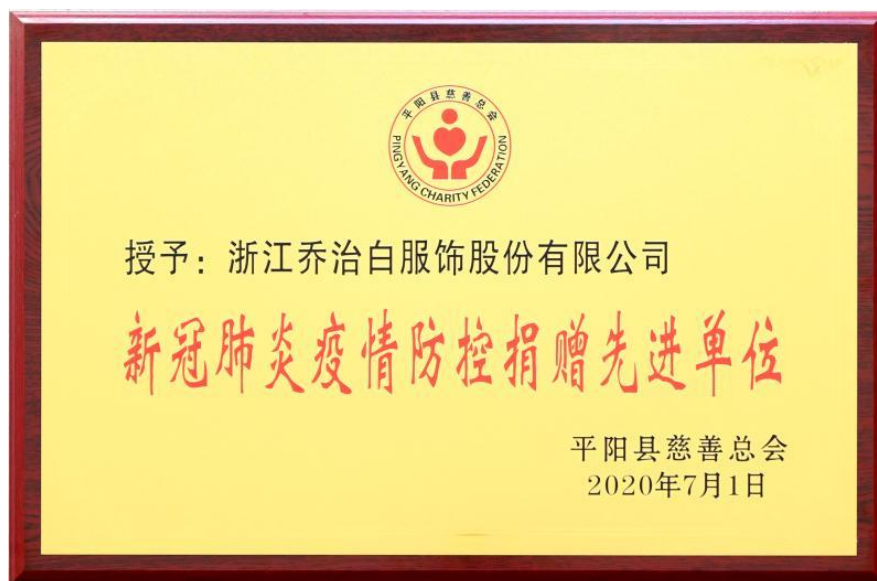 平阳县慈善总会
PINGYANG CHARITY FEDERATION
授予：浙江乔治白服饰股份有限公司
新冠肺炎疫情防控捐赠先进单位
平阳县慈善总会
2020年7月1日